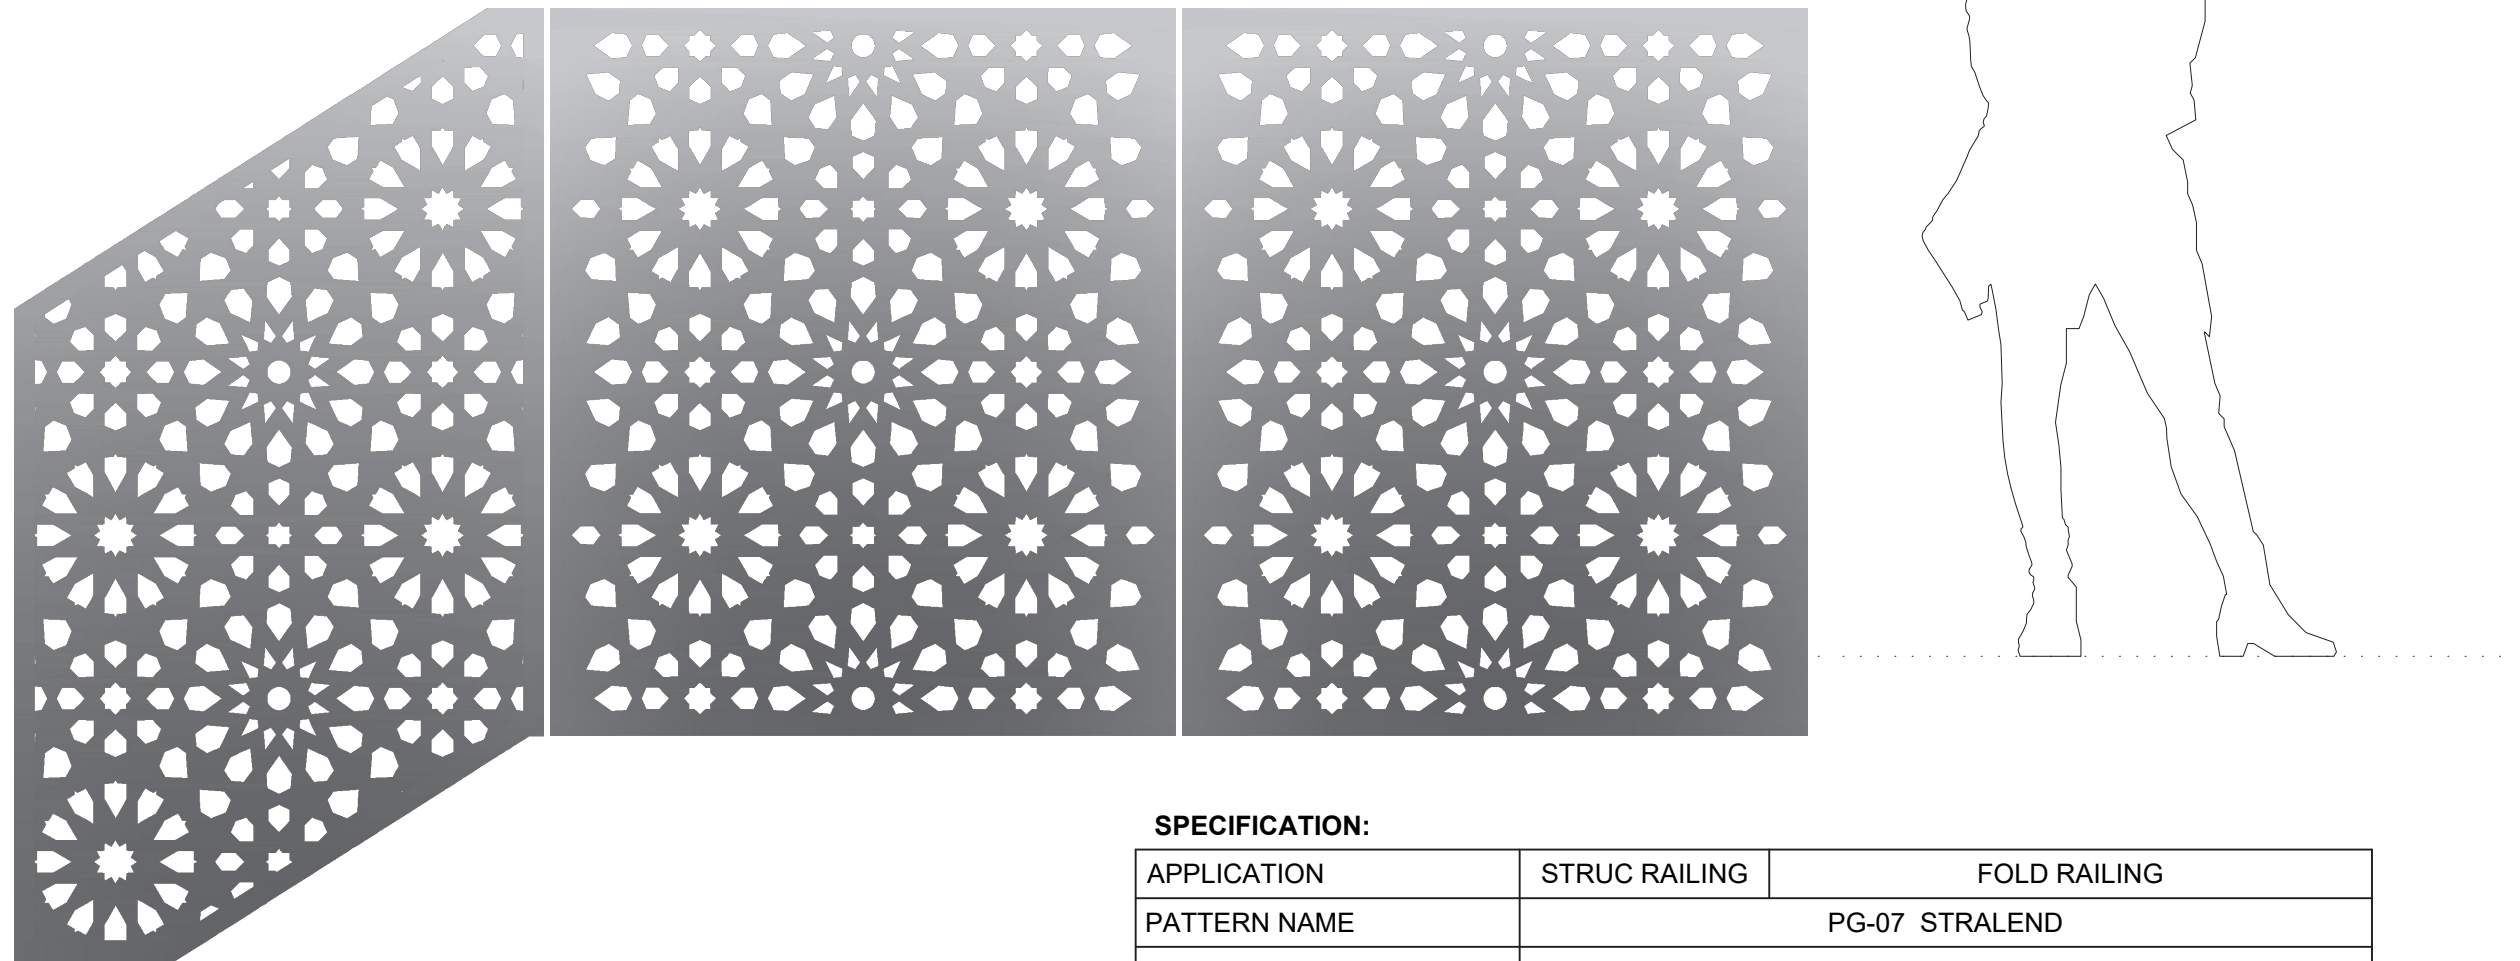 SPECIFICATION:
APPLICATION STRUC RAILING FOLD RAILING
PATTERN NAME PG-07 STRALEND